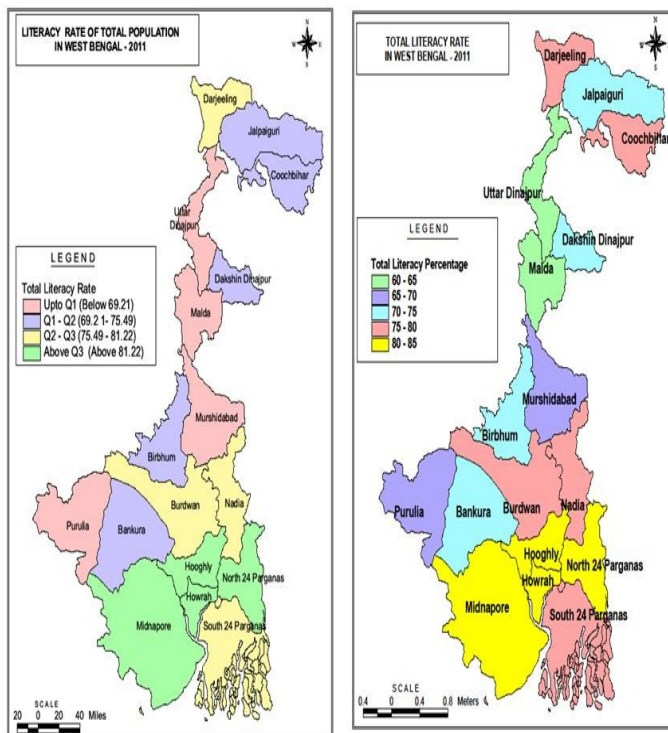 LITERACY RATE OF TOTAL POPULATION
IN WEST BENGAL - 2011
N
W
E
S
Darjeeling
Jalpaiguri
Coochbihar
Uttar
Dinajpur
Dakshin Dinajpur
Malda
LEGEND
Total Literacy Rate
Upto Q1 (Below 69.21)
Q1 - Q2 (69.2 1- 75.49)
Q2 - Q3 (75.49 - 81.22)
Above Q3 (Above 81.22)
Murshidabad
Birbhum
Burdwan
Nadia
Purulia
Bankura
Hooghly
North 24 Parganas
Howrah
Midnapore
South 24 Parganas
SCALE
20 0 20 40 Miles
TOTAL LITERACY RATE
IN WEST BENGAL - 2011
N
W
E
S
Darjeeling
Jalpaiguri
Coochbihar
Uttar Dinajpur
Dakshin Dinajpur
Malda
LEGEND
Total Literacy Percentage
60 - 65
65 - 70
70 - 75
75 - 80
80 - 85
Murshidabad
Birbhum
Purulia
Bankura
Burdwan
Nadia
Hooghly
North 24 Parganas
Howrah
Midnapore
South 24 Parganas
SCALE
0.4 0 0.4 0.8 Meters